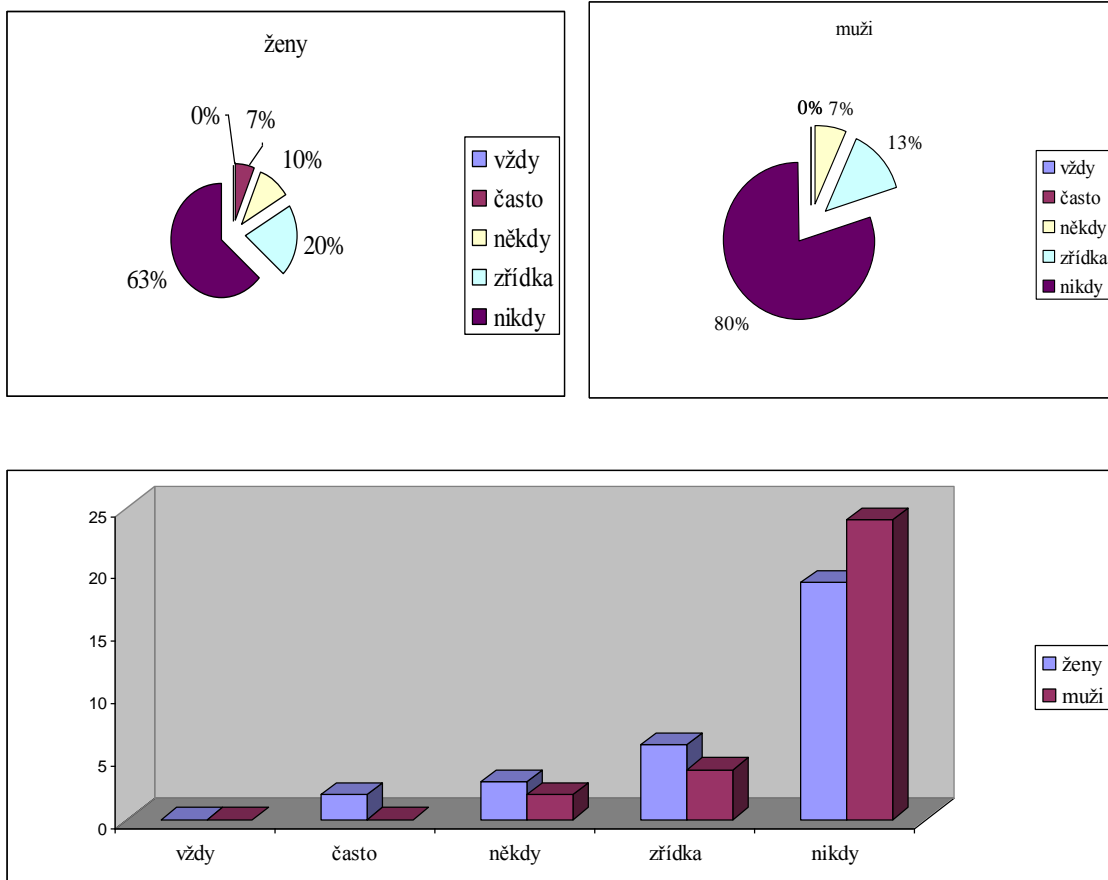 ženy
0%
7%
10%
20%
63%
vždy
často
někdy
zřídka
nikdy
muži
0%
0%
7%
13%
80%
vždy
často
někdy
zřídka
nikdy
25
20
15
10
5
0
vždy
často
někdy
zřídka
nikdy
ženy
muži